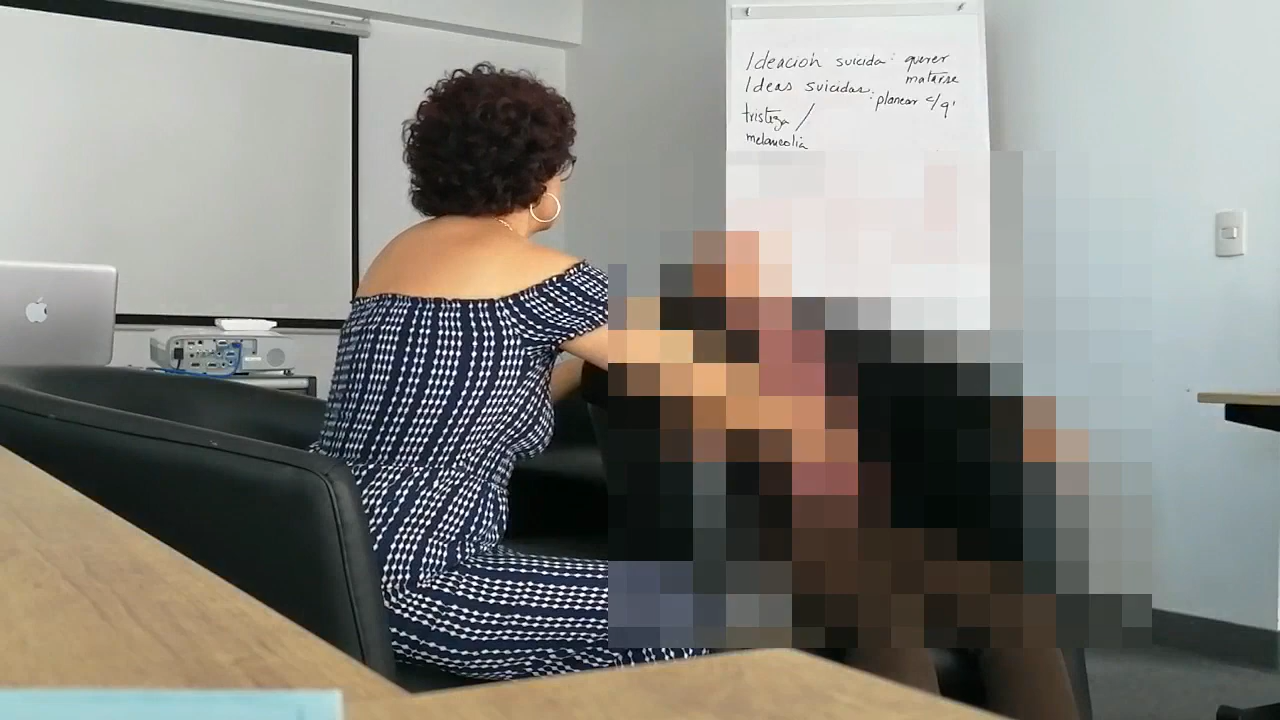 Ideación suicida: querer
matarse
Ideas suicidas: planear c/q'
tristeza /
melancolía